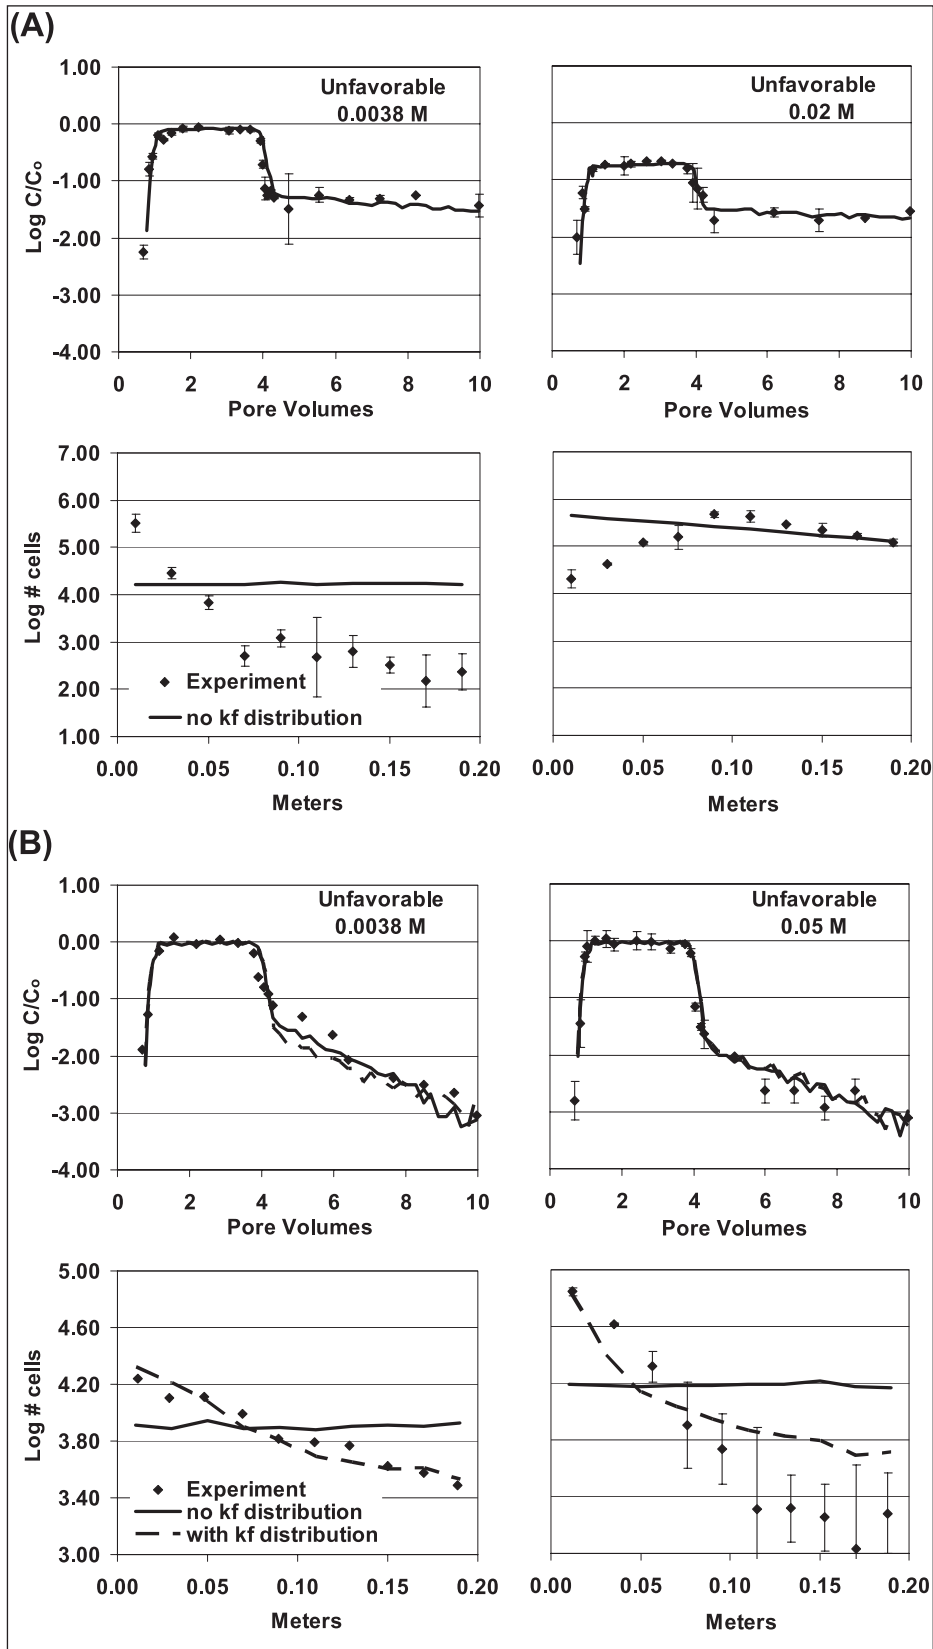 (A)
1.00
0.00
-1.00
-2.00
-3.00
-4.00
Log C/Co
Unfavorable
0.0038 M
0 2 4 6 8 10
Pore Volumes
Unfavorable
0.02 M
0 2 4 6 8 10
Pore Volumes
7.00
6.00
5.00
4.00
3.00
2.00
1.00
Log # cells
Experiment
no kf distribution
0.00 0.05 0.10 0.15 0.20
Meters
0.00 0.05 0.10 0.15 0.20
Meters
(B)
1.00
0.00
-1.00
-2.00
-3.00
-4.00
Log C/Co
Unfavorable
0.0038 M
0 2 4 6 8 10
Pore Volumes
Unfavorable
0.05 M
0 2 4 6 8 10
Pore Volumes
5.00
4.60
4.20
3.80
3.40
3.00
Log # cells
Experiment
no kf distribution
with kf distribution
0.00 0.05 0.10 0.15 0.20
Meters
0.00 0.05 0.10 0.15 0.20
Meters